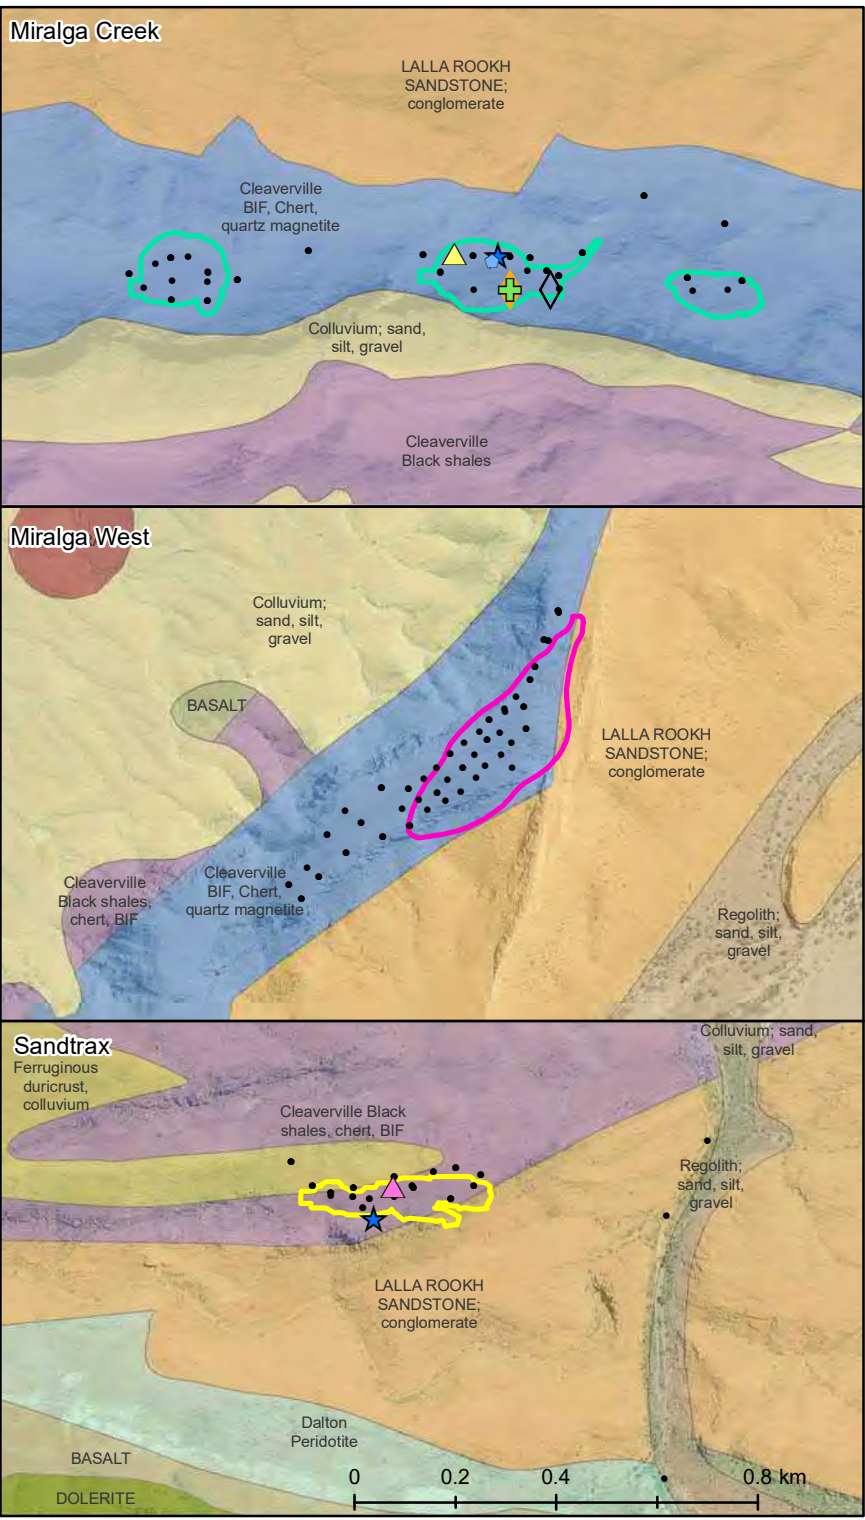 Miralga Creek
LALLA ROOKH
SANDSTONE;
conglomerate
Cleaverville
BIF, Chert,
quartz magnetite
Colluvium; sand,
silt, gravel
Cleaverville
Black shales
Miralga West
Colluvium;
sand, silt,
gravel
BASALT
LALLA ROOKH
SANDSTONE;
conglomerate
Cleaverville
Black shales,
chert, BIF
Cleaverville
BIF, Chert,
quartz magnetite
Regolith;
sand, silt,
gravel
Sandtrax
Colluvium; sand,
silt, gravel
Ferruginous
duricrust,
colluvium
Cleaverville Black
shales, chert, BIF
Regolith;
sand, silt,
gravel
LALLA ROOKH
SANDSTONE;
conglomerate
Dalton
Peridotite
BASALT
DOLERITE
0 0.2 0.4 0.8 km